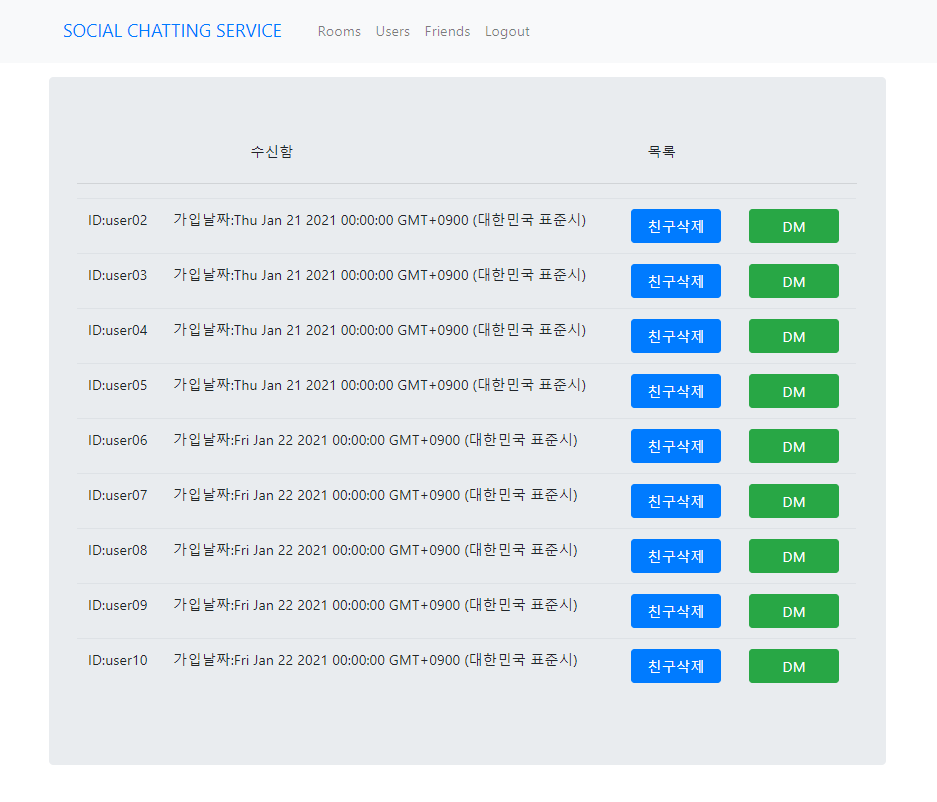 SOCIAL CHATTING SERVICE Rooms Users Friends Logout
수신함 목록
ID:user02 가입날짜:Thu Jan 21 2021 00:00:00 GMT+0900 (대한민국 표준시) 친구삭제 DM
ID:user03 가입날짜:Thu Jan 21 2021 00:00:00 GMT+0900 (대한민국 표준시) 친구삭제 DM
ID:user04 가입날짜:Thu Jan 21 2021 00:00:00 GMT+0900 (대한민국 표준시) 친구삭제 DM
ID:user05 가입날짜:Thu Jan 21 2021 00:00:00 GMT+0900 (대한민국 표준시) 친구삭제 DM
ID:user06 가입날짜:Fri Jan 22 2021 00:00:00 GMT+0900 (대한민국 표준시) 친구삭제 DM
ID:user07 가입날짜:Fri Jan 22 2021 00:00:00 GMT+0900 (대한민국 표준시) 친구삭제 DM
ID:user08 가입날짜:Fri Jan 22 2021 00:00:00 GMT+0900 (대한민국 표준시) 친구삭제 DM
ID:user09 가입날짜:Fri Jan 22 2021 00:00:00 GMT+0900 (대한민국 표준시) 친구삭제 DM
ID:user10 가입날짜:Fri Jan 22 2021 00:00:00 GMT+0900 (대한민국 표준시) 친구삭제 DM